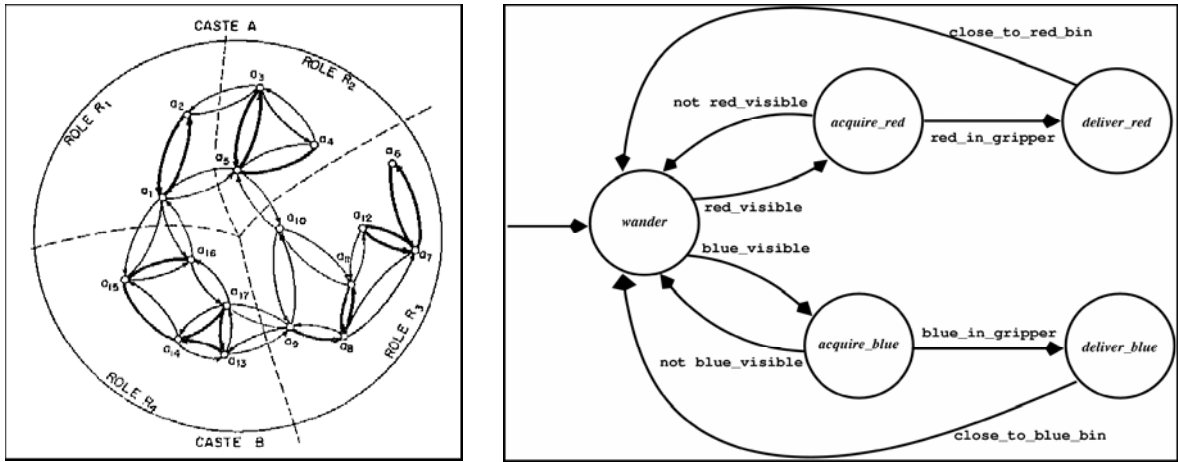 CASTE A
ROLE R1
ROLE R2
a3
a2
a4
a5
a6
a1
a10
a12
a16
a11
a7
a15
a17
a14
a13
a9
a8
ROLE R3
ROLE R4
CASTE B
close_to_red_bin
not red_visible
acquire_red
deliver_red
red_in_gripper
wander
red_visible
blue_visible
blue_in_gripper
acquire_blue
deliver_blue
not blue_visible
close_to_blue_bin